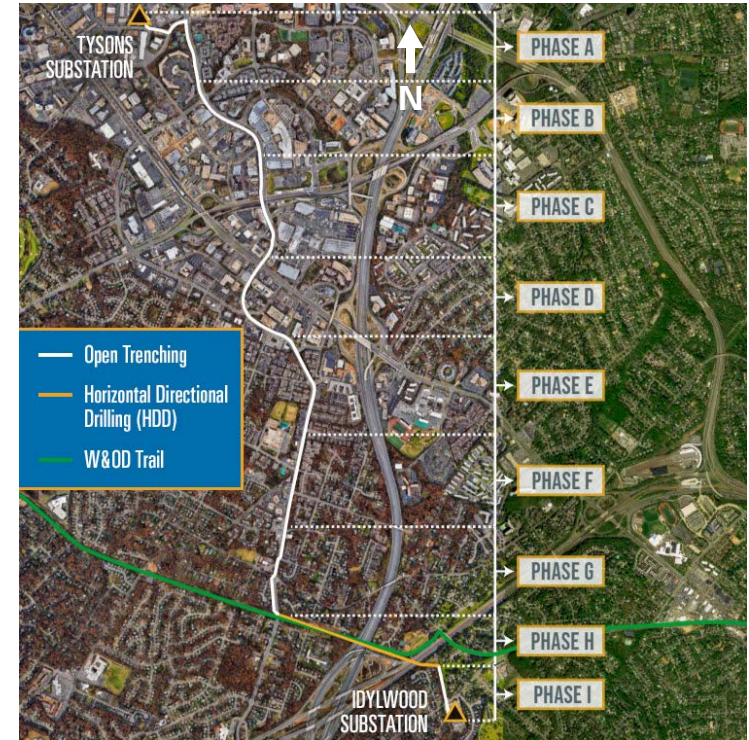 TYSONS
SUBSTATION
N
PHASE A
PHASE B
PHASE C
PHASE D
PHASE E
PHASE F
PHASE G
PHASE H
PHASE I
Open Trenching
Horizontal Directional
Drilling (HDD)
W&OD Trail
IDYLWOOD
SUBSTATION